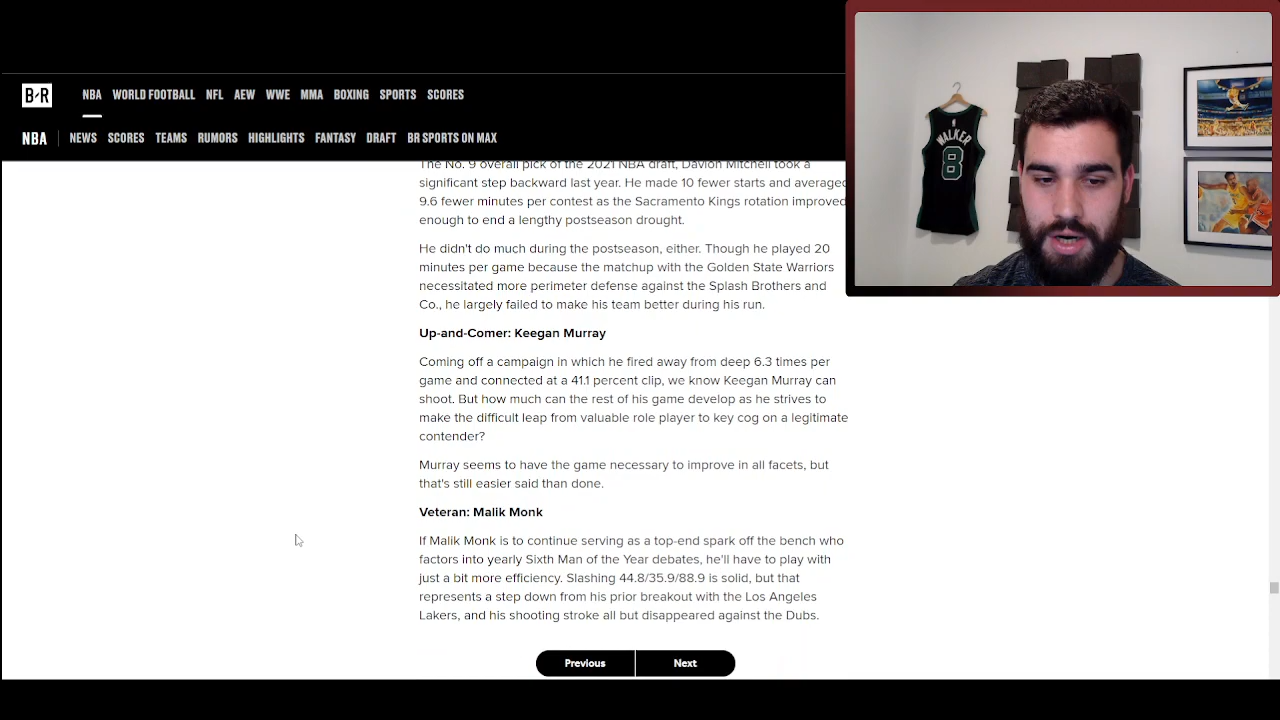 B/R
NBA WORLD FOOTBALL NFL AEW WWE MMA BOXING SPORTS SCORES
NBA NEWS SCORES TEAMS RUMORS HIGHLIGHTS FANTASY DRAFT BR SPORTS ON MAX
The No. 9 overall pick of the 2021 NBA draft, Davion Mitchell took a
significant step backward last year. He made 10 fewer starts and averaged
9.6 fewer minutes per contest as the Sacramento Kings rotation improved
enough to end a lengthy postseason drought.
He didn't do much during the postseason, either. Though he played 20
minutes per game because the matchup with the Golden State Warriors
necessitated more perimeter defense against the Splash Brothers and
Co., he largely failed to make his team better during his run.
Up-and-Comer: Keegan Murray
Coming off a campaign in which he fired away from deep 6.3 times per
game and connected at a 41.1 percent clip, we know Keegan Murray can
shoot. But how much can the rest of his game develop as he strives to
make the difficult leap from valuable role player to key cog on a legitimate
contender?
Murray seems to have the game necessary to improve in all facets, but
that's still easier said than done.
Veteran: Malik Monk
If Malik Monk is to continue serving as a top-end spark off the bench who
factors into yearly Sixth Man of the Year debates, he'll have to play with
just a bit more efficiency. Slashing 44.8/35.9/88.9 is solid, but that
represents a step down from his prior breakout with the Los Angeles
Lakers, and his shooting stroke all but disappeared against the Dubs.
Previous Next
WALKER
8